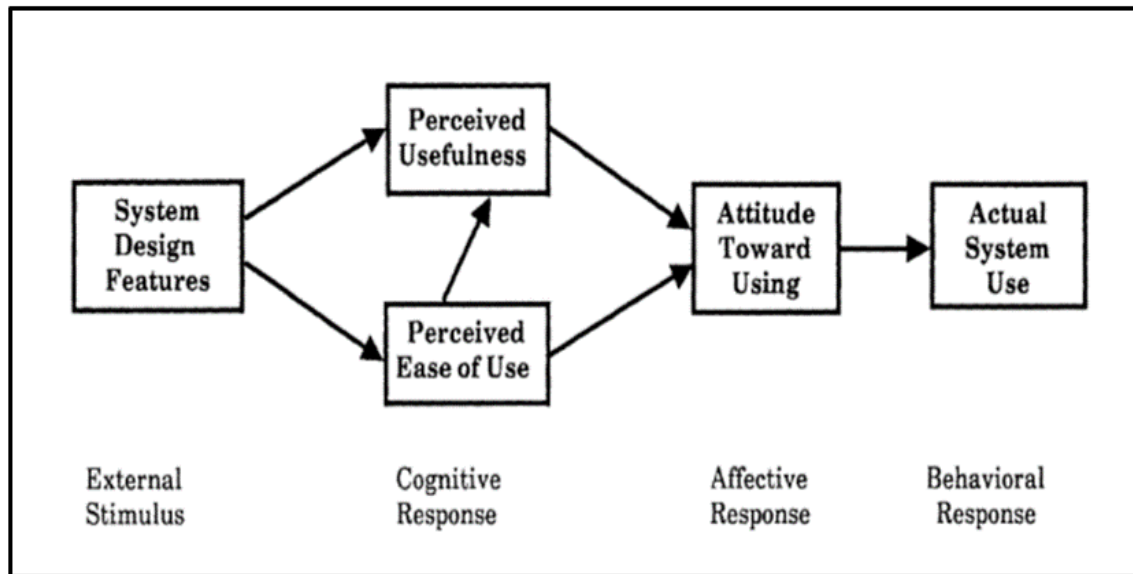 Perceived
Usefulness
System
Design
Features
Attitude
Toward
Using
Actual
System
Use
Perceived
Ease of Use
External
Stimulus
Cognitive
Response
Affective
Response
Behavioral
Response